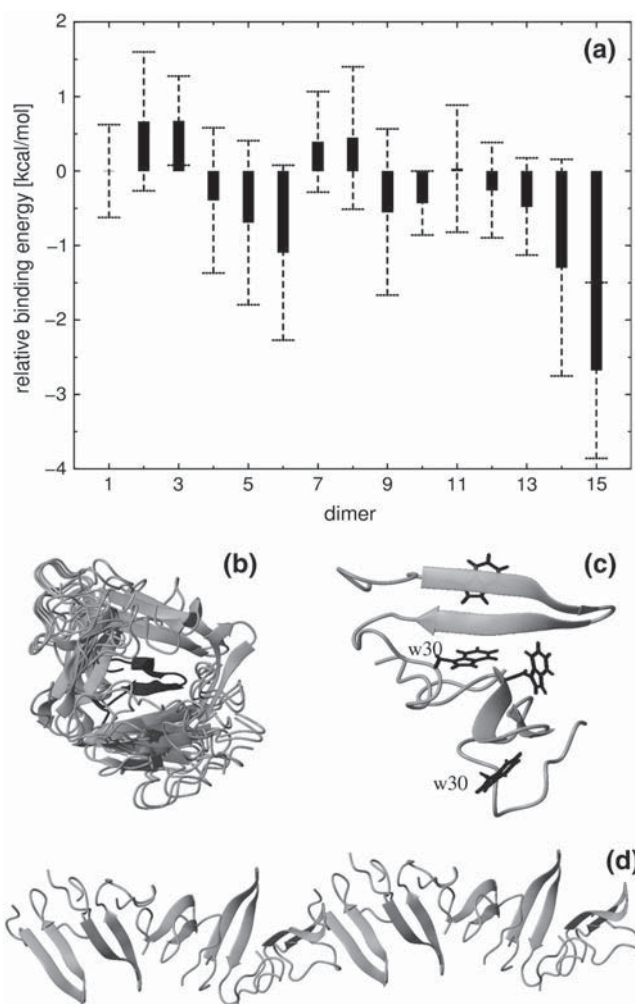 (a)
2
1
0
−1
−2
−3
−4
relative binding energy [kcal/mol]
1 3 5 7 9 11 13 15
dimer
(b)
(c)
w30
w30
(d)